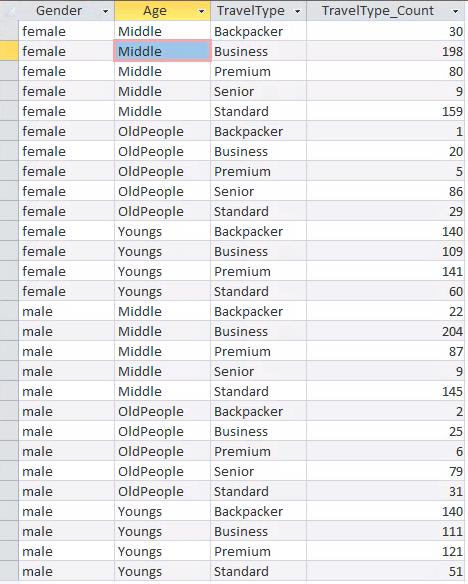 Gender Age TravelType TravelType_Count
female Middle Backpacker 30
female Middle Business 198
female Middle Premium 80
female Middle Senior 9
female Middle Standard 159
female OldPeople Backpacker 1
female OldPeople Business 20
female OldPeople Premium 5
female OldPeople Senior 86
female OldPeople Standard 29
female Youngs Backpacker 140
female Youngs Business 109
female Youngs Premium 141
female Youngs Standard 60
male Middle Backpacker 22
male Middle Business 204
male Middle Premium 87
male Middle Senior 9
male Middle Standard 145
male OldPeople Backpacker 2
male OldPeople Business 25
male OldPeople Premium 6
male OldPeople Senior 79
male OldPeople Standard 31
male Youngs Backpacker 140
male Youngs Business 111
male Youngs Premium 121
male Youngs Standard 51